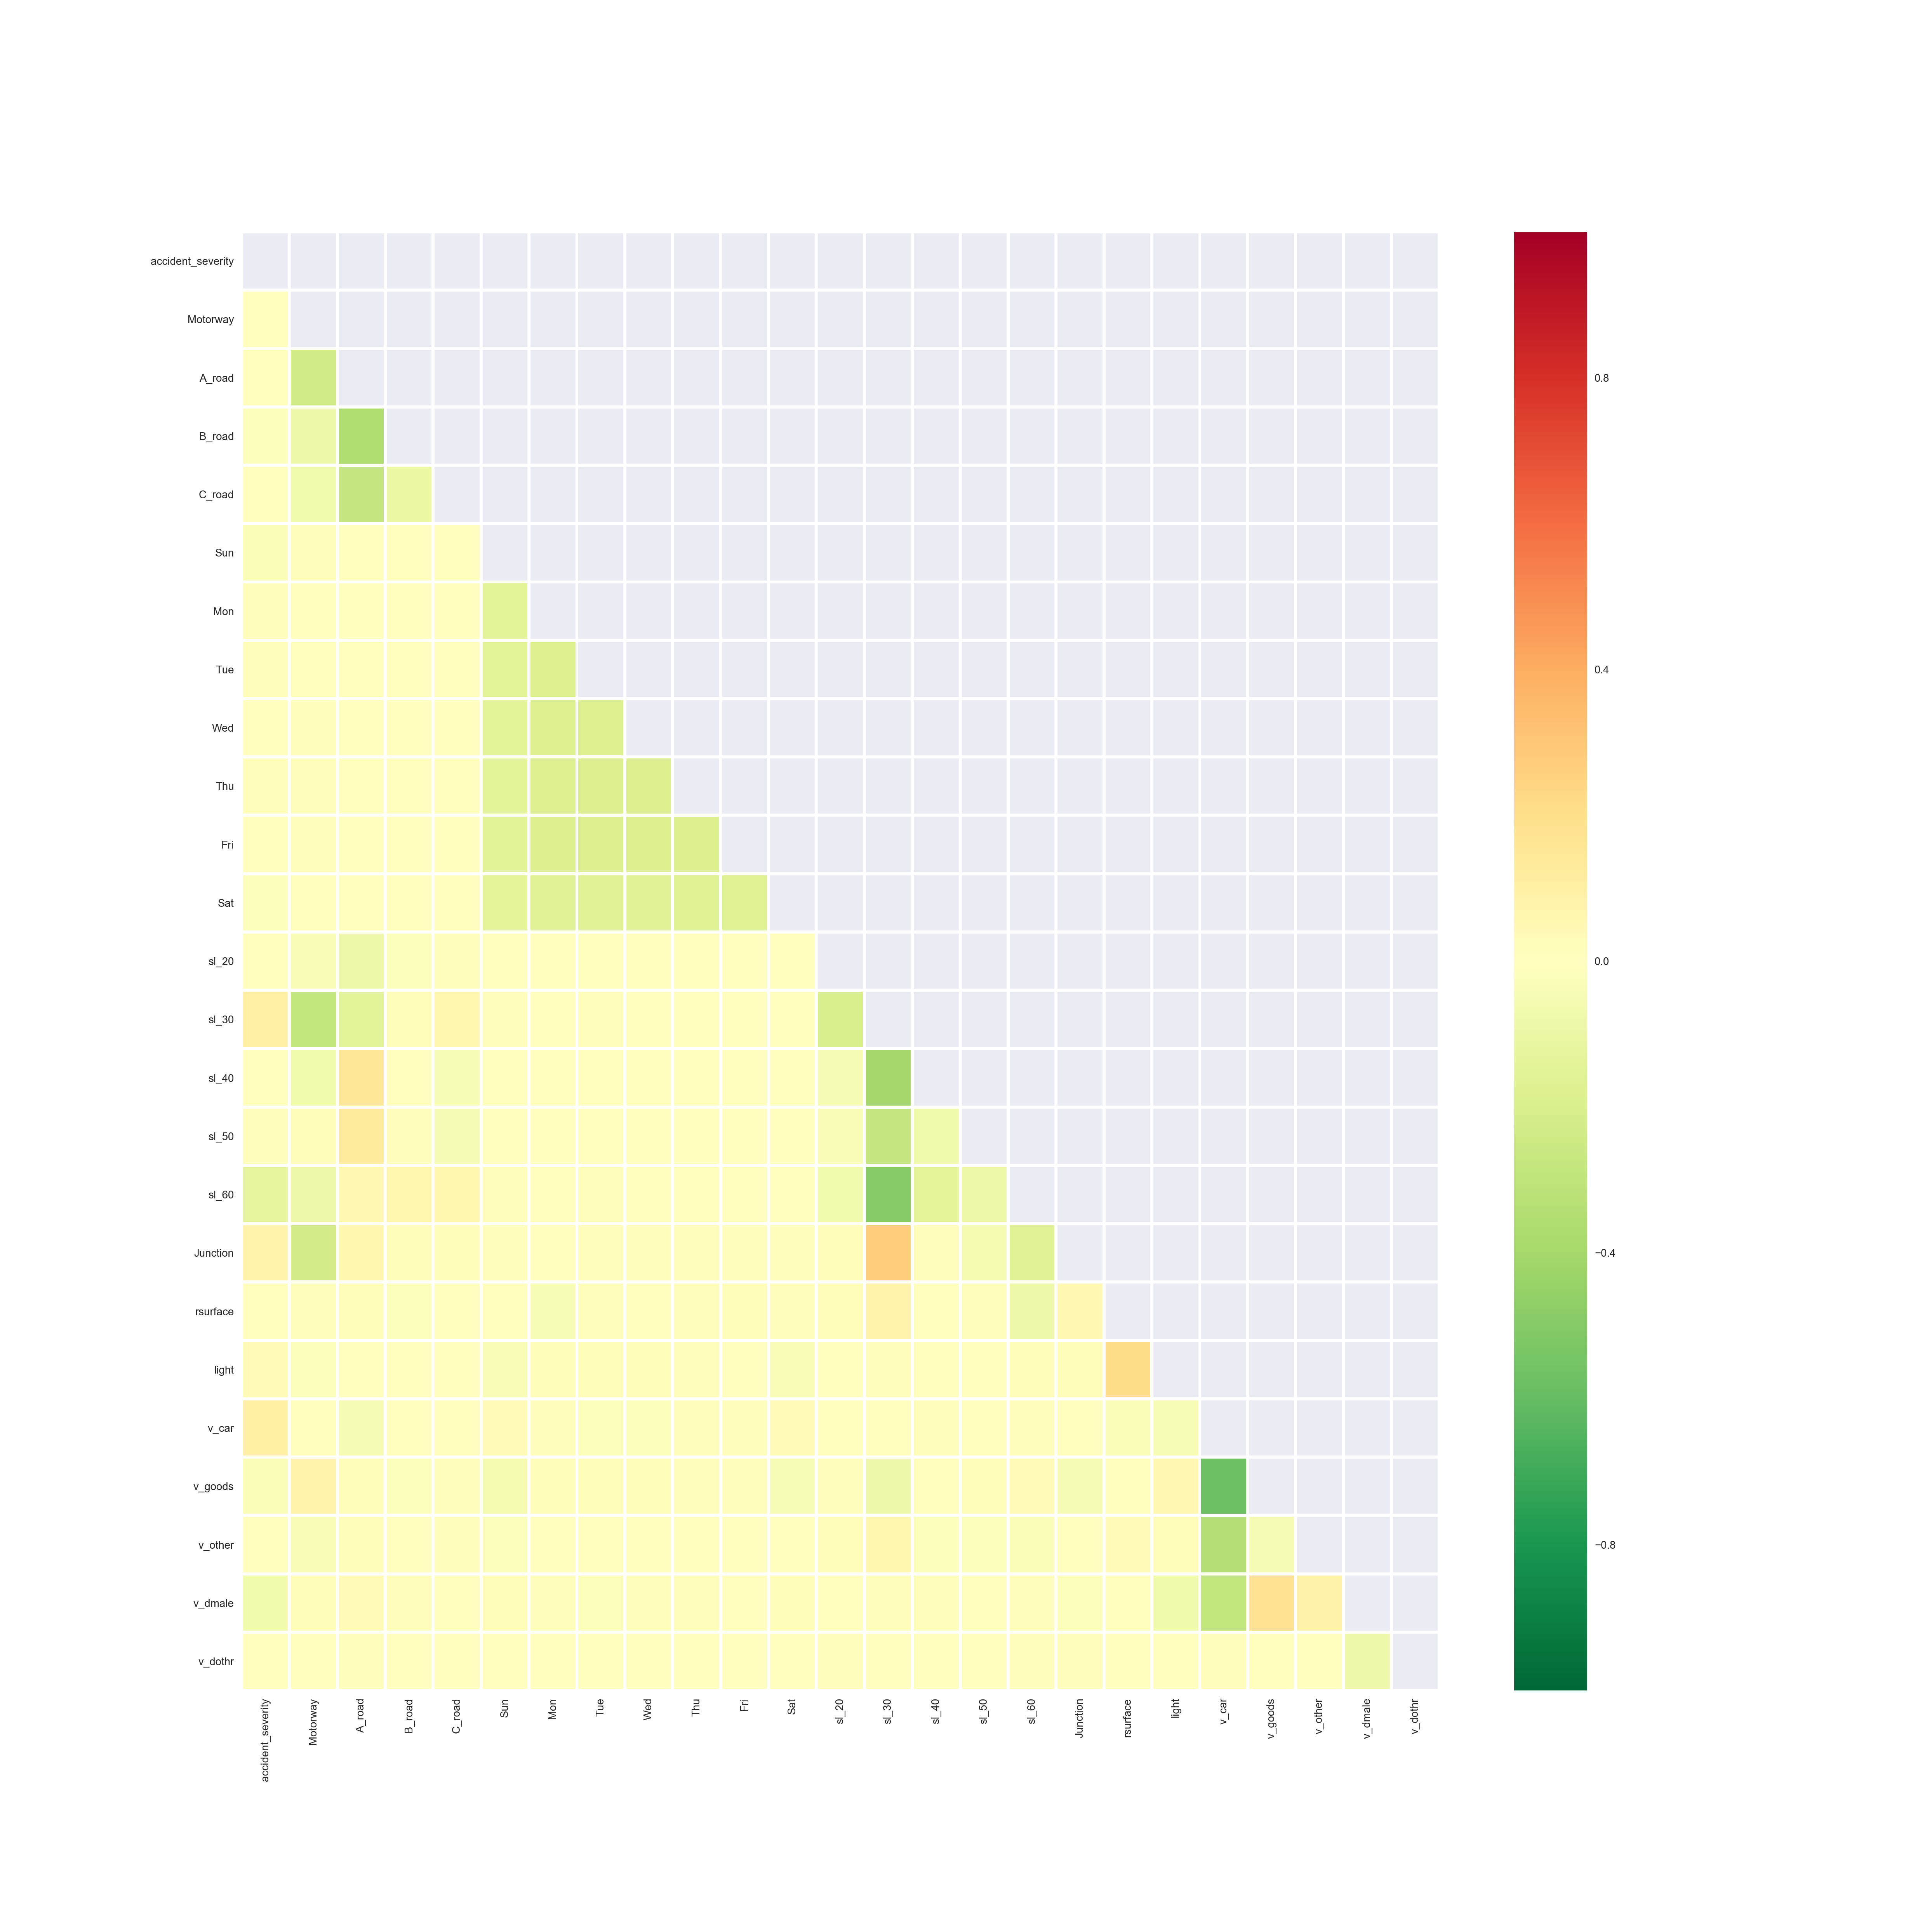 accident_severity
Motorway
A_road
B_road
C_road
Sun
Mon
Tue
Wed
Thu
Fri
Sat
sl_20
sl_30
sl_40
sl_50
sl_60
Junction
rsurface
light
v_car
v_goods
v_other
v_dmale
v_dothr
accident_severity
Motorway
A_road
B_road
C_road
Sun
Mon
Tue
Wed
Thu
Fri
Sat
sl_20
sl_30
sl_40
sl_50
sl_60
Junction
rsurface
light
v_car
v_goods
v_other
v_dmale
v_dothr
0.8
0.4
0.0
−0.4
−0.8